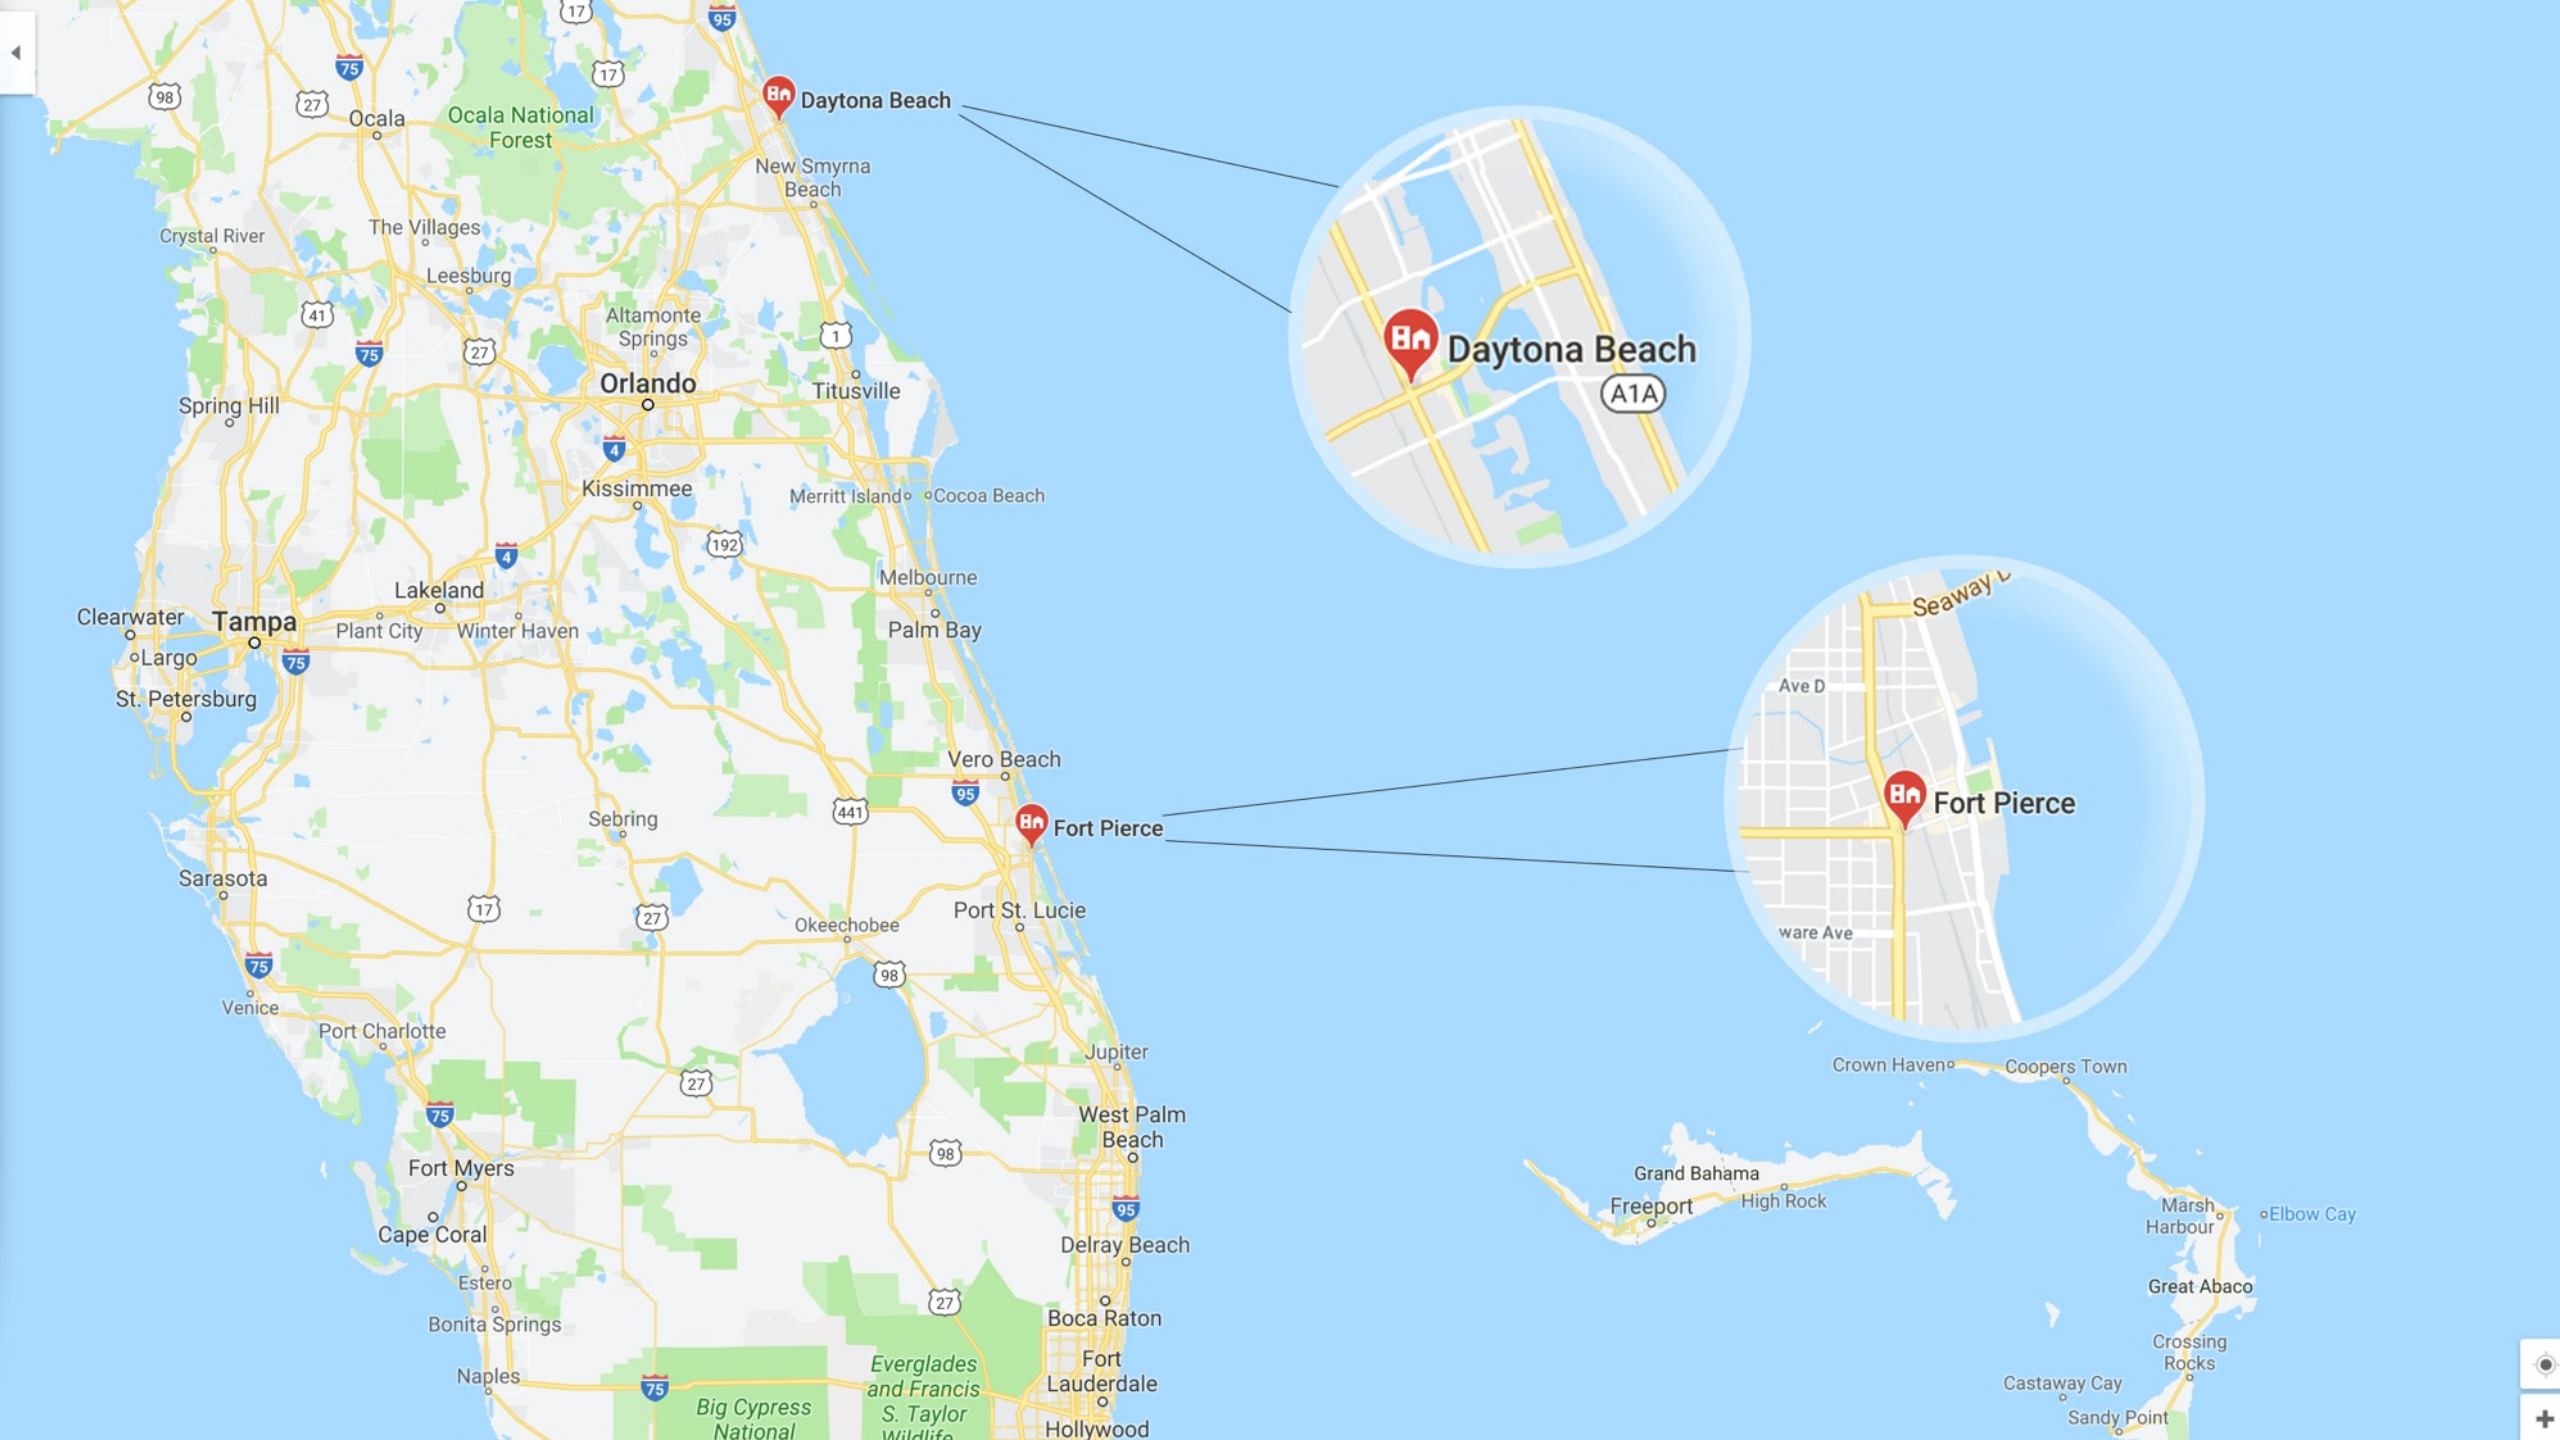 17
95
75
17
98
27
Daytona Beach
Ocala
Ocala National
Forest
New Smyrna
Beach
Crystal River
The Villages
Leesburg
41
Altamonte
Springs
1
75
27
Daytona Beach
A1A
Orlando
Titusville
Spring Hill
4
Kissimmee
Merritt Island
Cocoa Beach
192
4
Melbourne
Lakeland
Clearwater
Tampa
Plant City
Winter Haven
Palm Bay
Largo
75
St. Petersburg
Seaway D
Ave D
Vero Beach
95
441
Sebring
Fort Pierce
Fort Pierce
Sarasota
17
27
Port St. Lucie
Okeechobee
ware Ave
75
98
Venice
Port Charlotte
Jupiter
Crown Haven
Coopers Town
27
75
West Palm
Beach
98
Fort Myers
Grand Bahama
High Rock
Freeport
95
Marsh
Harbour
Elbow Cay
Cape Coral
Delray Beach
Estero
Great Abaco
27
Boca Raton
Bonita Springs
Crossing
Rocks
Fort
Lauderdale
Everglades
and Francis
S. Taylor
Wildlife
Naples
75
Castaway Cay
Big Cypress
National
Sandy Point
Hollywood